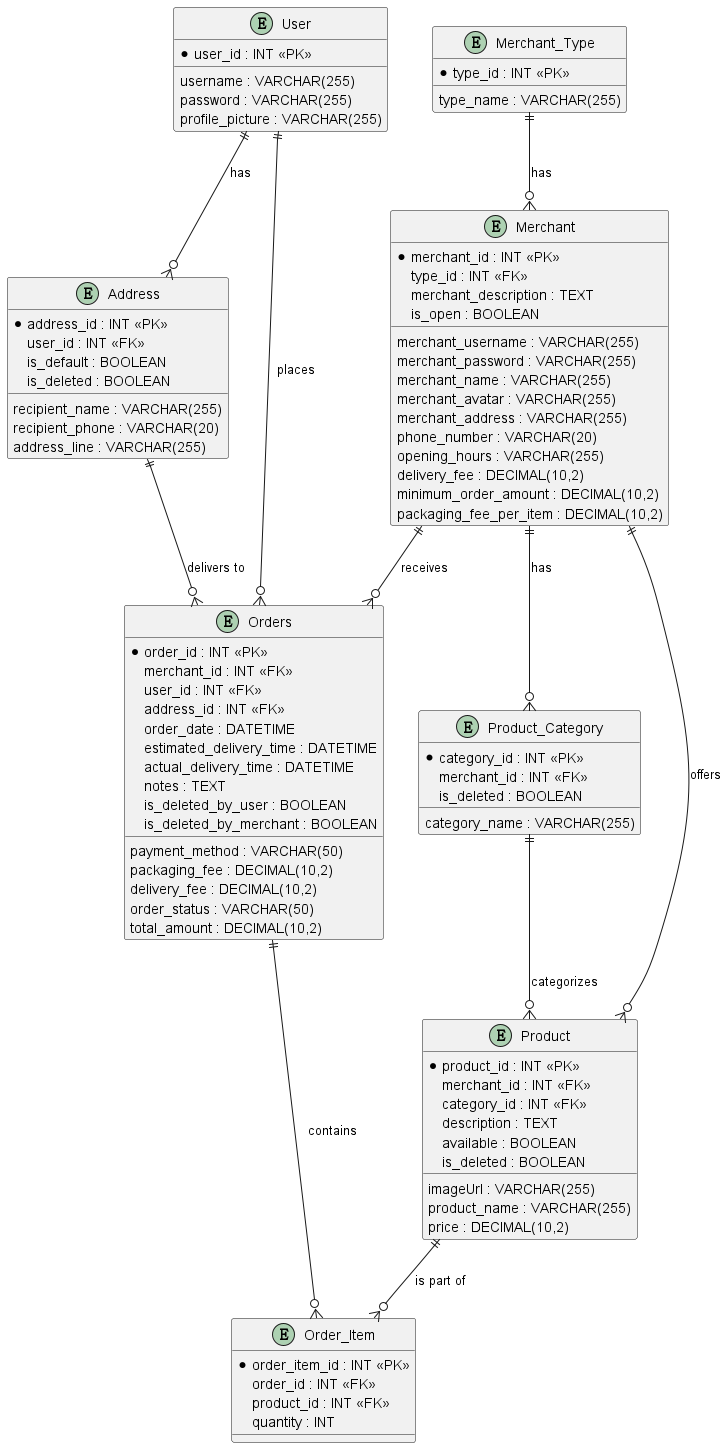 E User
user_id : INT «PK»
username : VARCHAR(255)
password : VARCHAR(255)
profile_picture : VARCHAR(255)
E Merchant_Type
type_id : INT «PK»
type_name : VARCHAR(255)
has
has
E Merchant
merchant_id : INT «PK»
type_id : INT «FK»
merchant_description : TEXT
is_open : BOOLEAN
merchant_username : VARCHAR(255)
merchant_password : VARCHAR(255)
merchant_name : VARCHAR(255)
merchant_avatar : VARCHAR(255)
merchant_address : VARCHAR(255)
phone_number : VARCHAR(20)
opening_hours : VARCHAR(255)
delivery_fee : DECIMAL(10,2)
minimum_order_amount : DECIMAL(10,2)
packaging_fee_per_item : DECIMAL(10,2)
E Address
address_id : INT «PK»
user_id : INT «FK»
is_default : BOOLEAN
is_deleted : BOOLEAN
recipient_name : VARCHAR(255)
recipient_phone : VARCHAR(20)
address_line : VARCHAR(255)
places
delivers to
receives
has
offers
E Orders
order_id : INT «PK»
merchant_id : INT «FK»
user_id : INT «FK»
address_id : INT «FK»
order_date : DATETIME
estimated_delivery_time : DATETIME
actual_delivery_time : DATETIME
notes : TEXT
is_deleted_by_user : BOOLEAN
is_deleted_by_merchant : BOOLEAN
payment_method : VARCHAR(50)
packaging_fee : DECIMAL(10,2)
delivery_fee : DECIMAL(10,2)
order_status : VARCHAR(50)
total_amount : DECIMAL(10,2)
E Product_Category
category_id : INT «PK»
merchant_id : INT «FK»
is_deleted : BOOLEAN
category_name : VARCHAR(255)
categorizes
E Product
product_id : INT «PK»
merchant_id : INT «FK»
category_id : INT «FK»
description : TEXT
available : BOOLEAN
is_deleted : BOOLEAN
imageUrl : VARCHAR(255)
product_name : VARCHAR(255)
price : DECIMAL(10,2)
contains
is part of
E Order_Item
order_item_id : INT «PK»
order_id : INT «FK»
product_id : INT «FK»
quantity : INT